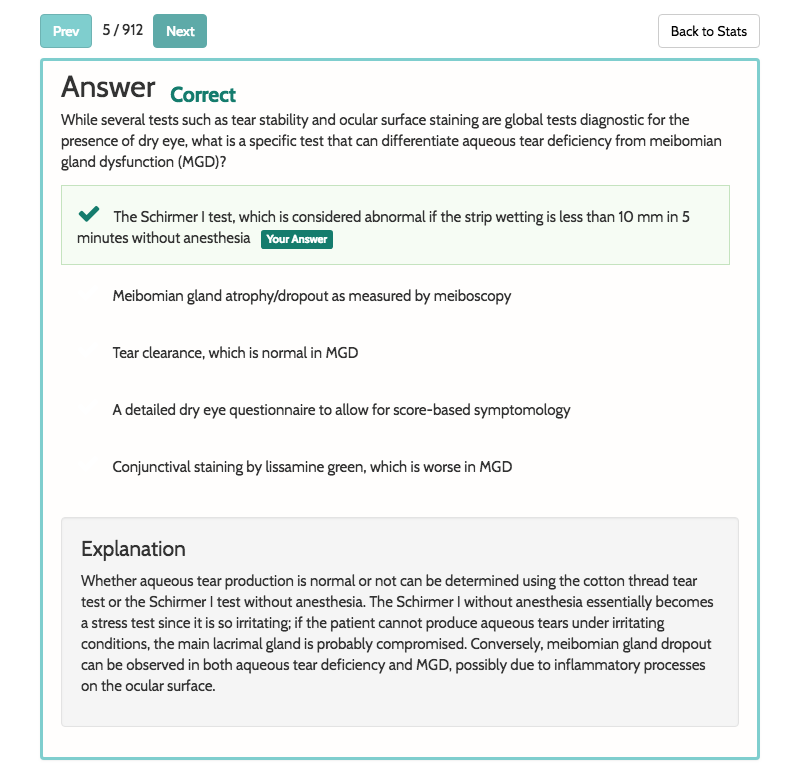 Prev 5 / 912 Next Back to Stats
Answer Correct
While several tests such as tear stability and ocular surface staining are global tests diagnostic for the
presence of dry eye, what is a specific test that can differentiate aqueous tear deficiency from meibomian
gland dysfunction (MGD)?
The Schirmer I test, which is considered abnormal if the strip wetting is less than 10 mm in 5
minutes without anesthesia Your Answer
Meibomian gland atrophy/dropout as measured by meiboscopy
Tear clearance, which is normal in MGD
A detailed dry eye questionnaire to allow for score-based symptomology
Conjunctival staining by lissamine green, which is worse in MGD
Explanation
Whether aqueous tear production is normal or not can be determined using the cotton thread tear
test or the Schirmer I test without anesthesia. The Schirmer I without anesthesia essentially becomes
a stress test since it is so irritating; if the patient cannot produce aqueous tears under irritating
conditions, the main lacrimal gland is probably compromised. Conversely, meibomian gland dropout
can be observed in both aqueous tear deficiency and MGD, possibly due to inflammatory processes
on the ocular surface.